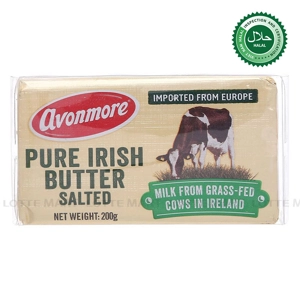 حلال
HALAL
avonmore
IMPORTED FROM EUROPE
PURE IRISH
BUTTER
SALTED
NET WEIGHT: 200g
MILK FROM GRASS-FED
COWS IN IRELAND